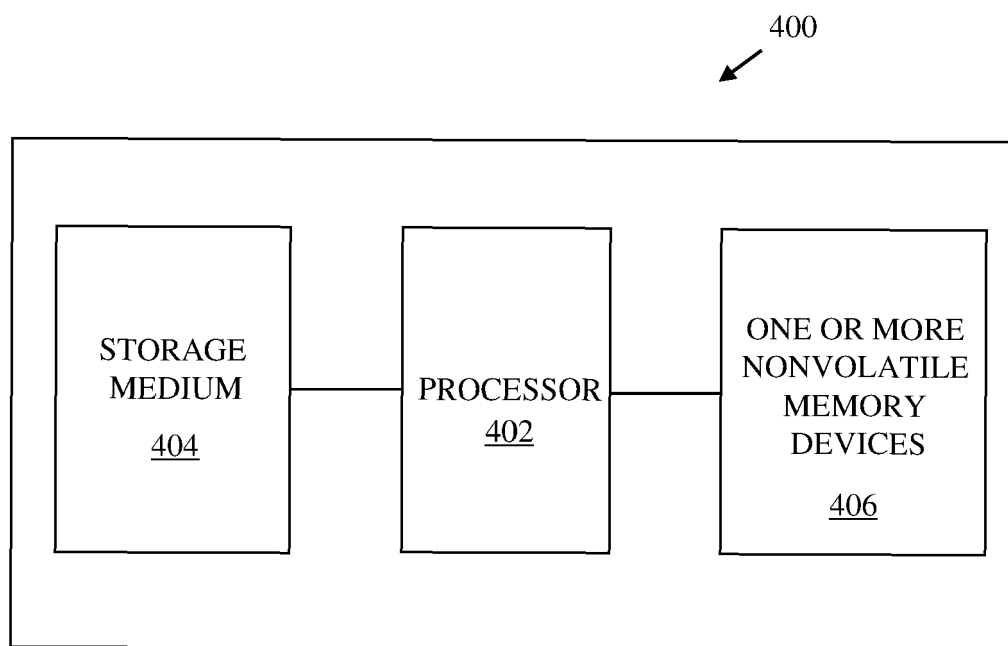 400
STORAGE
MEDIUM
404
PROCESSOR
402
ONE OR MORE
NONVOLATILE
MEMORY
DEVICES
406